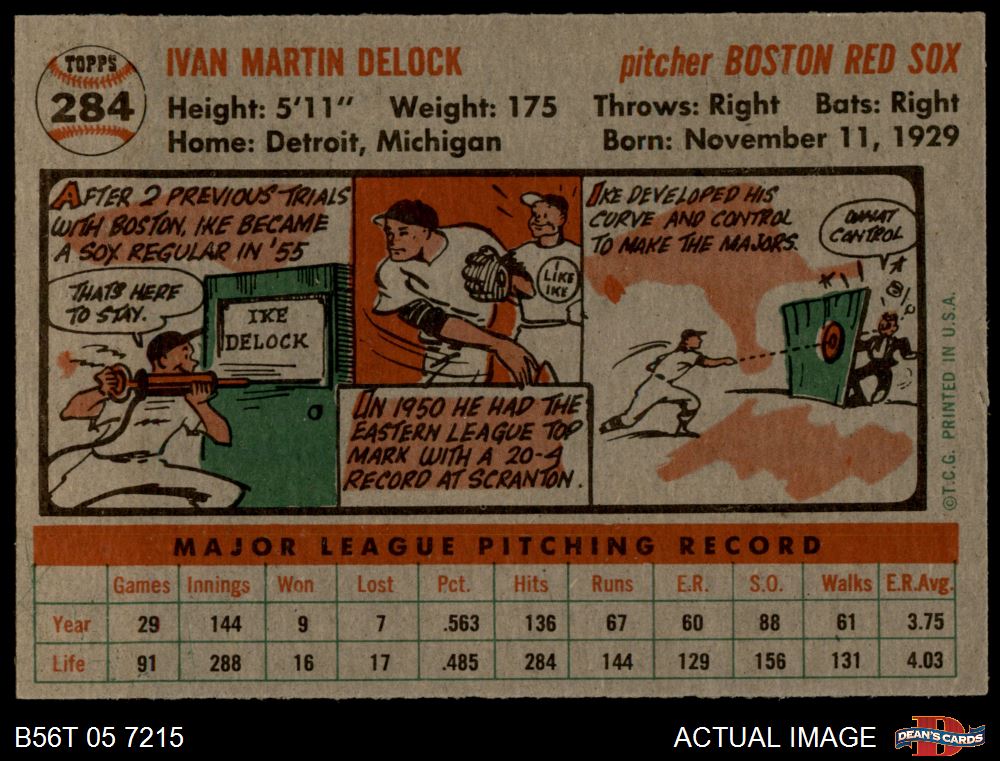 TOPPS
284
IVAN MARTIN DELOCK
pitcher BOSTON RED SOX
Height: 5'11" Weight: 175 Throws: Right Bats: Right
Home: Detroit, Michigan Born: November 11, 1929
AFTER 2 PREVIOUS TRIALS
WITH BOSTON, IKE BECAME
A SOX REGULAR IN '55
THATS HERE
TO STAY.
IKE
DELOCK
I
LIKE
IKE
IN 1950 HE HAD THE
EASTERN LEAGUE TOP
MARK WITH A 20-4
RECORD AT SCRANTON.
IKE DEVELOPED HIS
CURVE AND CONTROL
TO MAKE THE MAJORS.
CONTROL
©T.C.G. PRINTED IN U.S.A.
MAJOR LEAGUE PITCHING RECORD
Games Innings Won Lost Pct. Hits Runs E.R. S.O. Walks E.R.Avg.
Year 29 144 9 7 .563 136 67 60 88 61 3.75
Life 91 288 16 17 .485 284 144 129 156 131 4.03
B56T 05 7215
ACTUAL IMAGE
DEAN'S CARDS